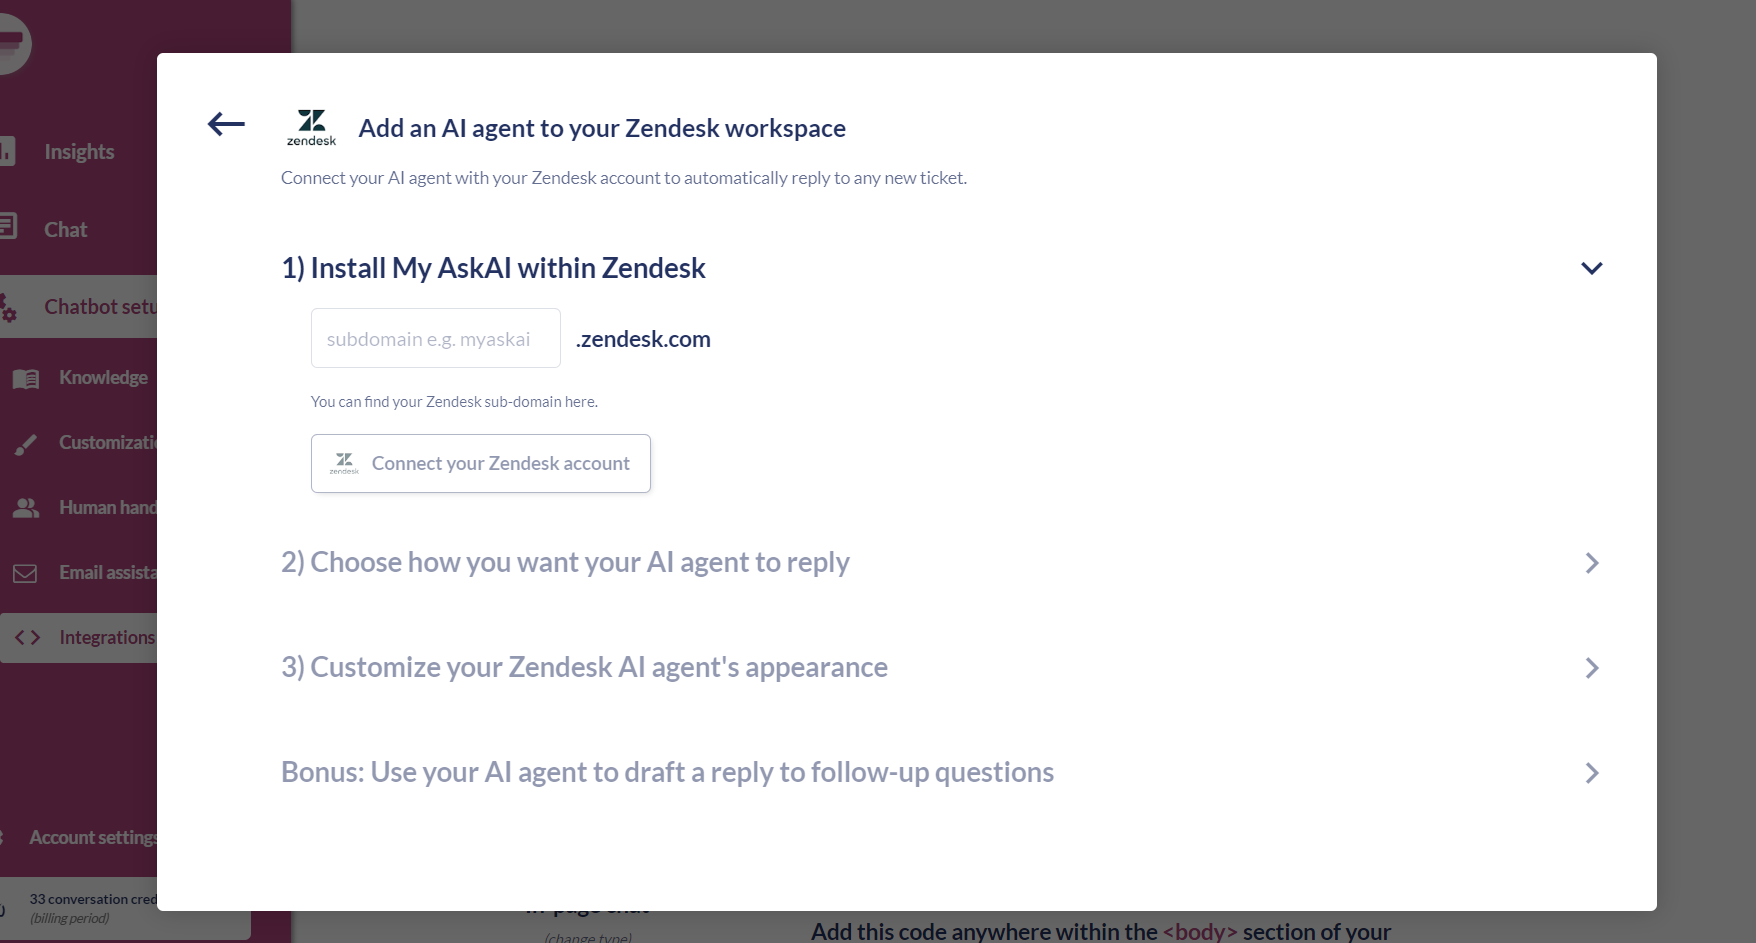 Insights
Chat
Chatbot setu
Knowledge
Customizati
Human hand
Email assista
Integrations
Account settings
33 conversation cred
(billing period)
zendesk
Add an AI agent to your Zendesk workspace
Connect your AI agent with your Zendesk account to automatically reply to any new ticket.
1) Install My AskAI within Zendesk
subdomain e.g. myaskai
.zendesk.com
You can find your Zendesk sub-domain here.
zendesk
Connect your Zendesk account
2) Choose how you want your AI agent to reply
3) Customize your Zendesk AI agent's appearance
Bonus: Use your AI agent to draft a reply to follow-up questions
(change type)
Add this code anywhere within the <body> section of your